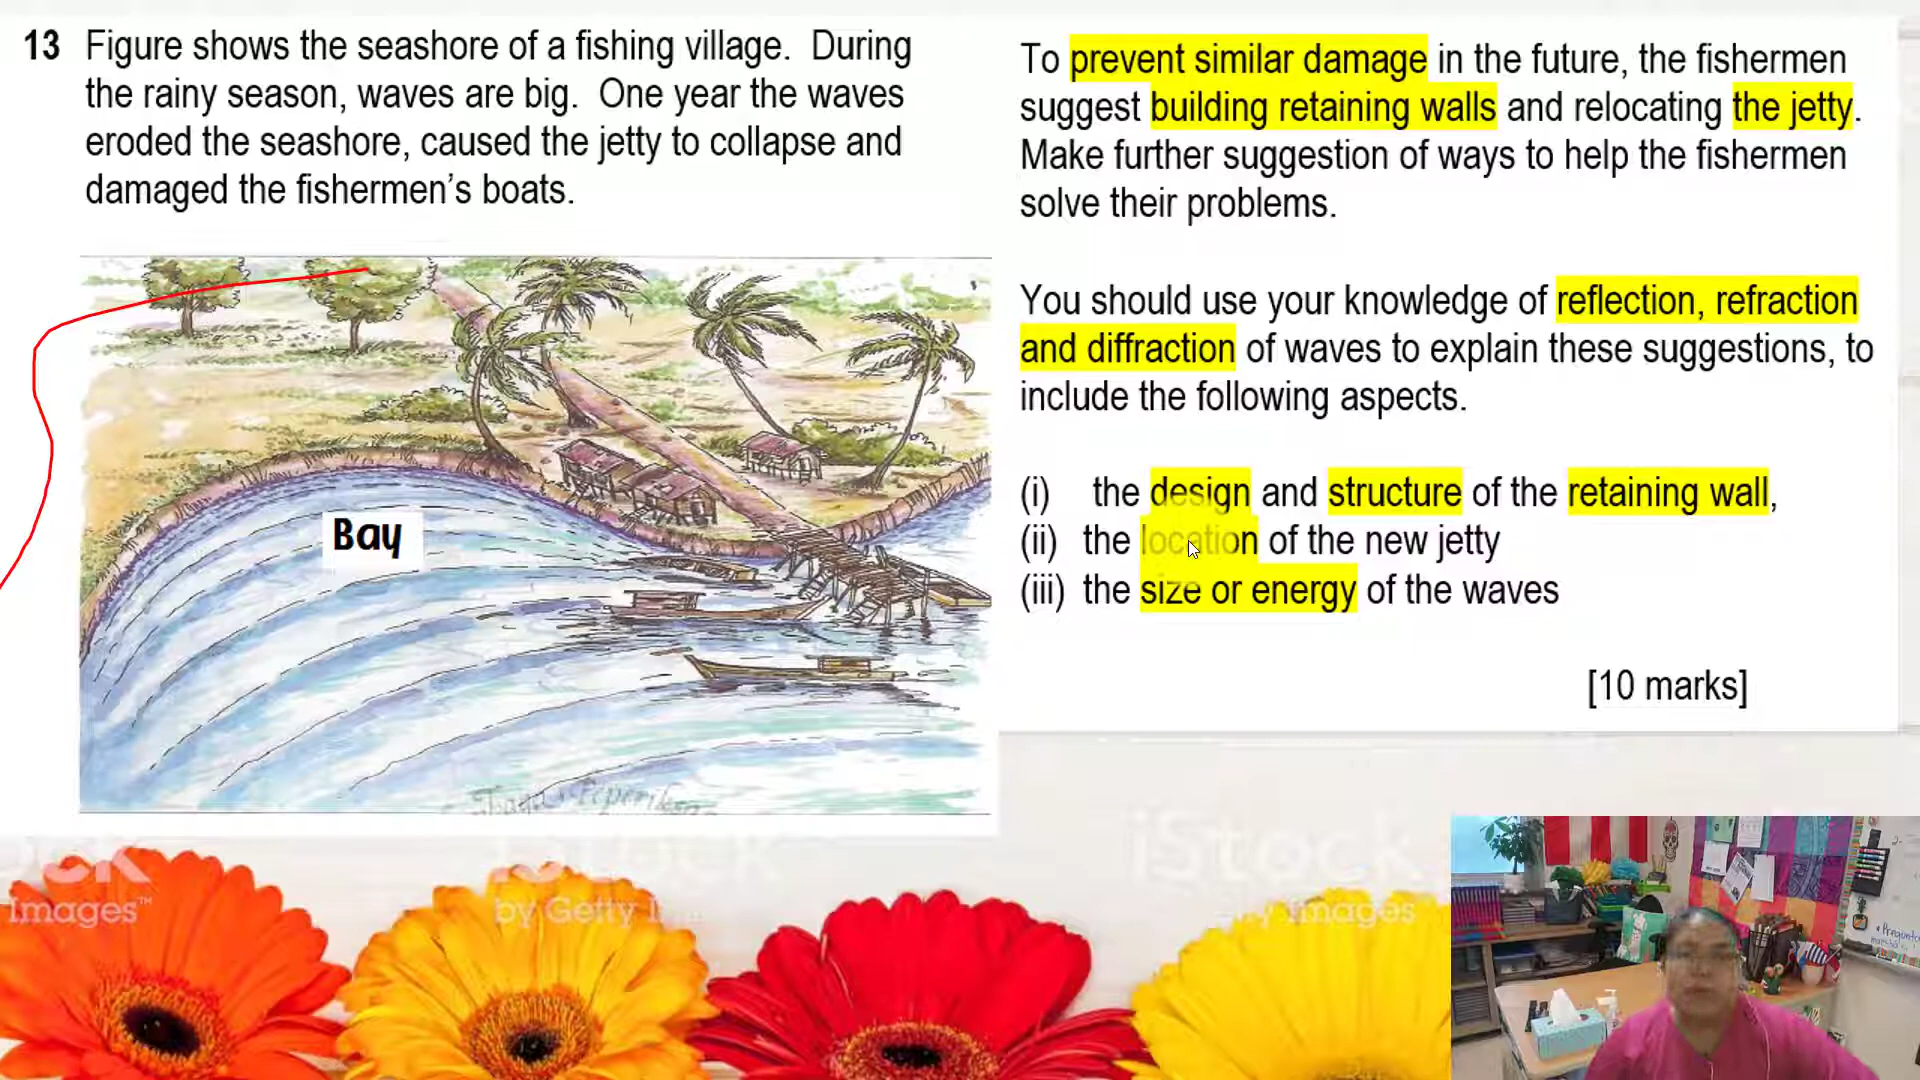 13 Figure shows the seashore of a fishing village. During
the rainy season, waves are big. One year the waves
eroded the seashore, caused the jetty to collapse and
damaged the fishermen's boats.
Bay
To prevent similar damage in the future, the fishermen
suggest building retaining walls and relocating the jetty.
Make further suggestion of ways to help the fishermen
solve their problems.
You should use your knowledge of reflection, refraction
and diffraction of waves to explain these suggestions, to
include the following aspects.
(i) the design and structure of the retaining wall,
(ii) the location of the new jetty
(iii) the size or energy of the waves
[10 marks]
iStock
Images™
by Getty
Images